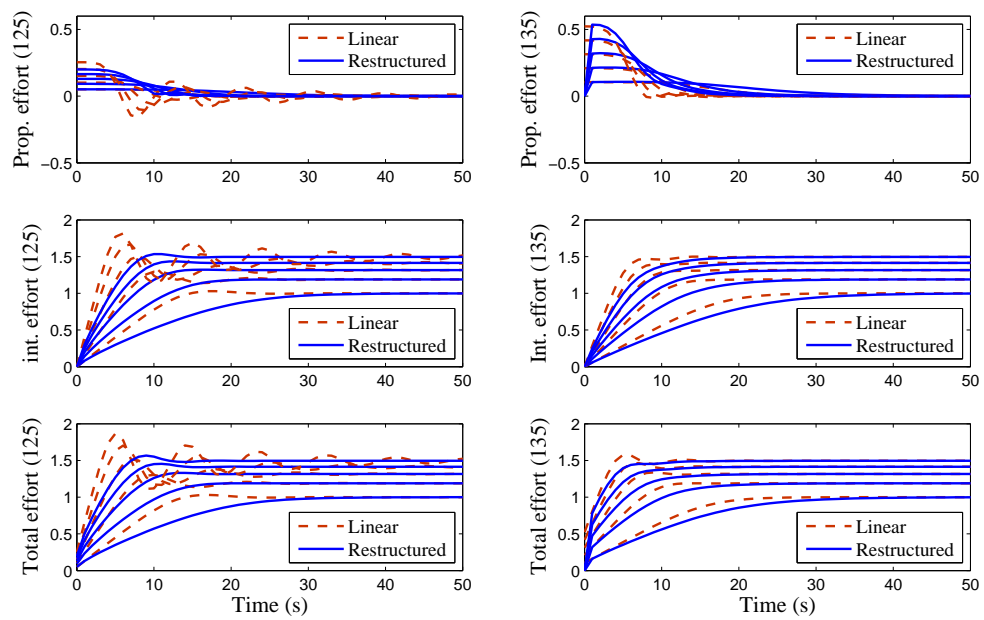 Prop. effort (125)
0.5
0
−0.5
0 10 20 30 40 50
Linear
Restructured
Prop. effort (135)
0.5
0
−0.5
0 10 20 30 40 50
Linear
Restructured
int. effort (125)
2
1.5
1
0.5
0
0 10 20 30 40 50
Linear
Restructured
Int. effort (135)
2
1.5
1
0.5
0
0 10 20 30 40 50
Linear
Restructured
Total effort (125)
2
1.5
1
0.5
0
0 10 20 30 40 50
Time (s)
Linear
Restructured
Total effort (135)
2
1.5
1
0.5
0
0 10 20 30 40 50
Time (s)
Linear
Restructured